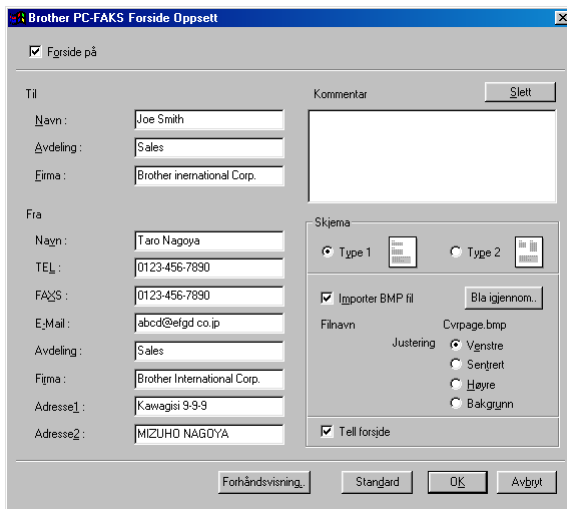 Brother PC-FAKS Forside Oppsett
Forside på
Til
Navn : Joe Smith
Avdeling : Sales
Firma : Brother inernational Corp.
Kommentar
Slett
Fra
Navn : Taro Nagoya
TEL : 0123-456-7890
FAXS : 0123-456-7890
E-Mail : abcd@efgd co.jp
Avdeling : Sales
Firma : Brother International Corp.
Adresse1 : Kawagisi 9-9-9
Adresse2 : MIZUHO NAGOYA
Skjema
Type 1 Type 2
Importer BMP fil Bla igjennom..
Filnavn Cvrpage.bmp
Justering Venstre
Sentrert
Høyre
Bakgrunn
Tell forside
Forhåndsvisning.. Standard OK Avbryt